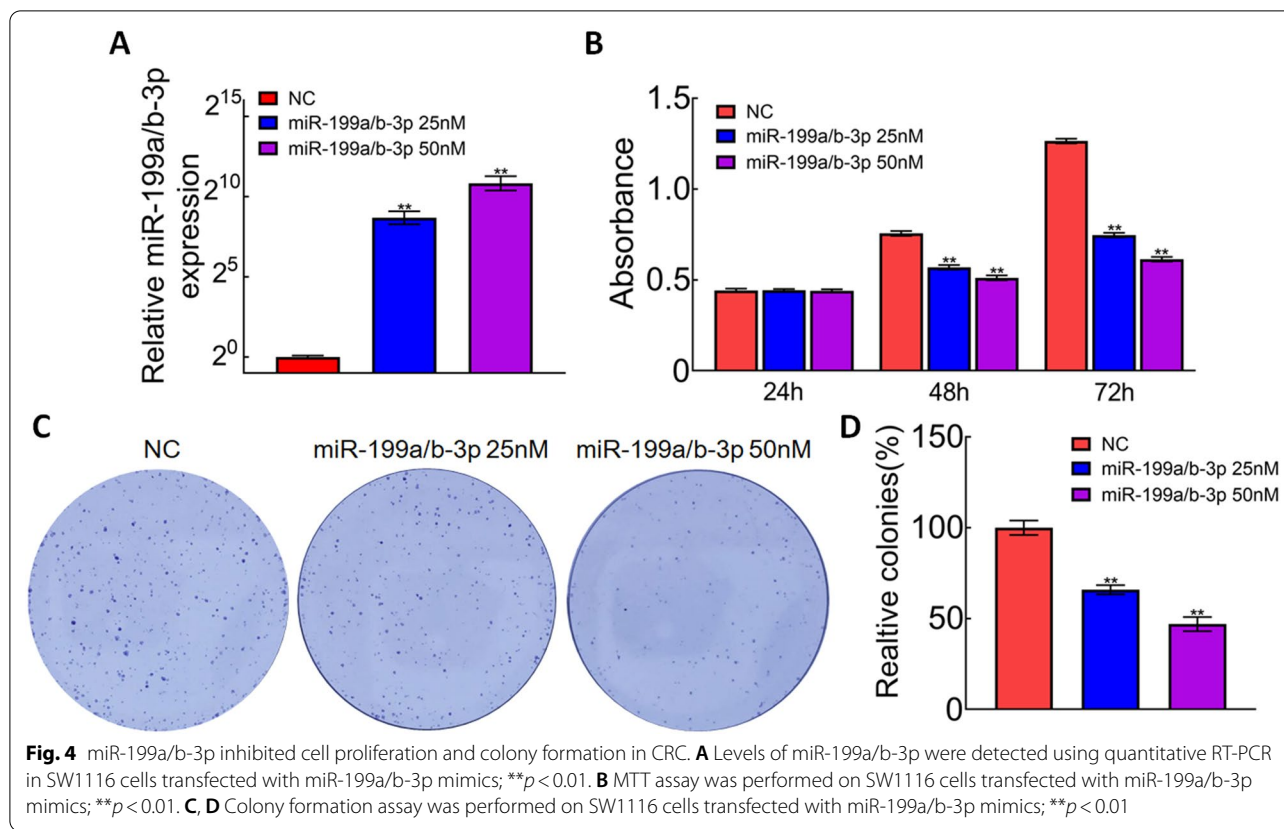 A
Relative miR-199a/b-3p
expression
2^15
2^10
2^5
2^0
NC
miR-199a/b-3p 25nM
miR-199a/b-3p 50nM
**
**
B
Absorbance
1.5
1.0
0.5
0
NC
miR-199a/b-3p 25nM
miR-199a/b-3p 50nM
**
**
**
**
24h
48h
72h
C
NC
miR-199a/b-3p 25nM
miR-199a/b-3p 50nM
D
Realtive colonies(%)
150
100
50
0
NC
miR-199a/b-3p 25nM
miR-199a/b-3p 50nM
**
**
Fig. 4 miR-199a/b-3p inhibited cell proliferation and colony formation in CRC. A Levels of miR-199a/b-3p were detected using quantitative RT-PCR
in SW1116 cells transfected with miR-199a/b-3p mimics; **p < 0.01. B MTT assay was performed on SW1116 cells transfected with miR-199a/b-3p
mimics; **p < 0.01. C, D Colony formation assay was performed on SW1116 cells transfected with miR-199a/b-3p mimics; **p < 0.01